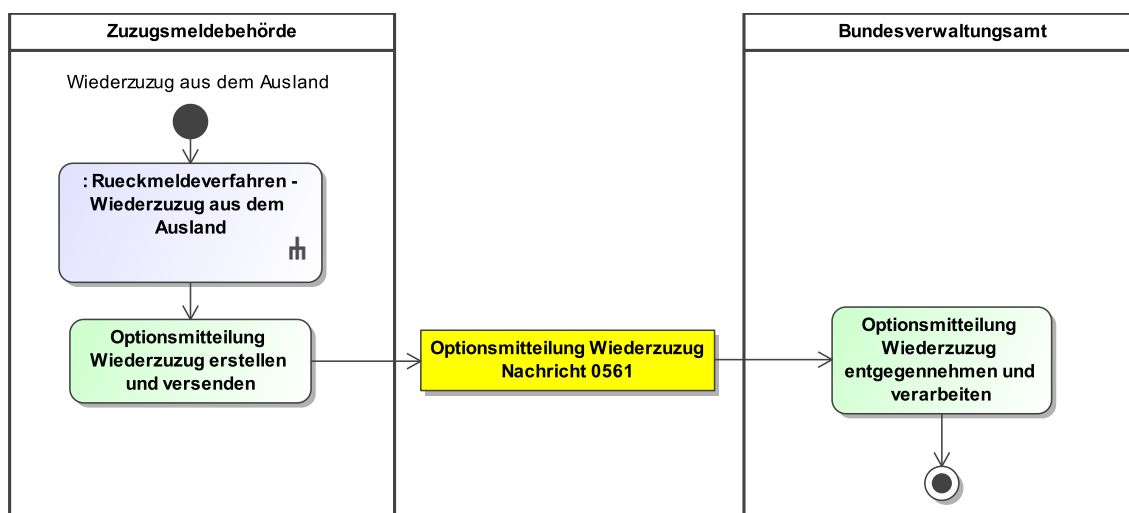 Zuzugsmeldebehörde
Wiederzuzug aus dem Ausland
: Rueckmeldeverfahren -
Wiederzuzug aus dem
Ausland
Optionsmitteilung
Wiederzuzug erstellen
und versenden
Optionsmitteilung Wiederzuzug
Nachricht 0561
Bundesverwaltungsamt
Optionsmitteilung
Wiederzuzug
entgegennehmen und
verarbeiten